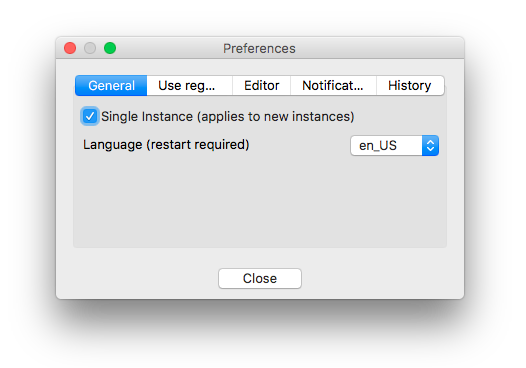 Preferences
General Use reg... Editor Notificat... History
Single Instance (applies to new instances)
Language (restart required) en_US
Close